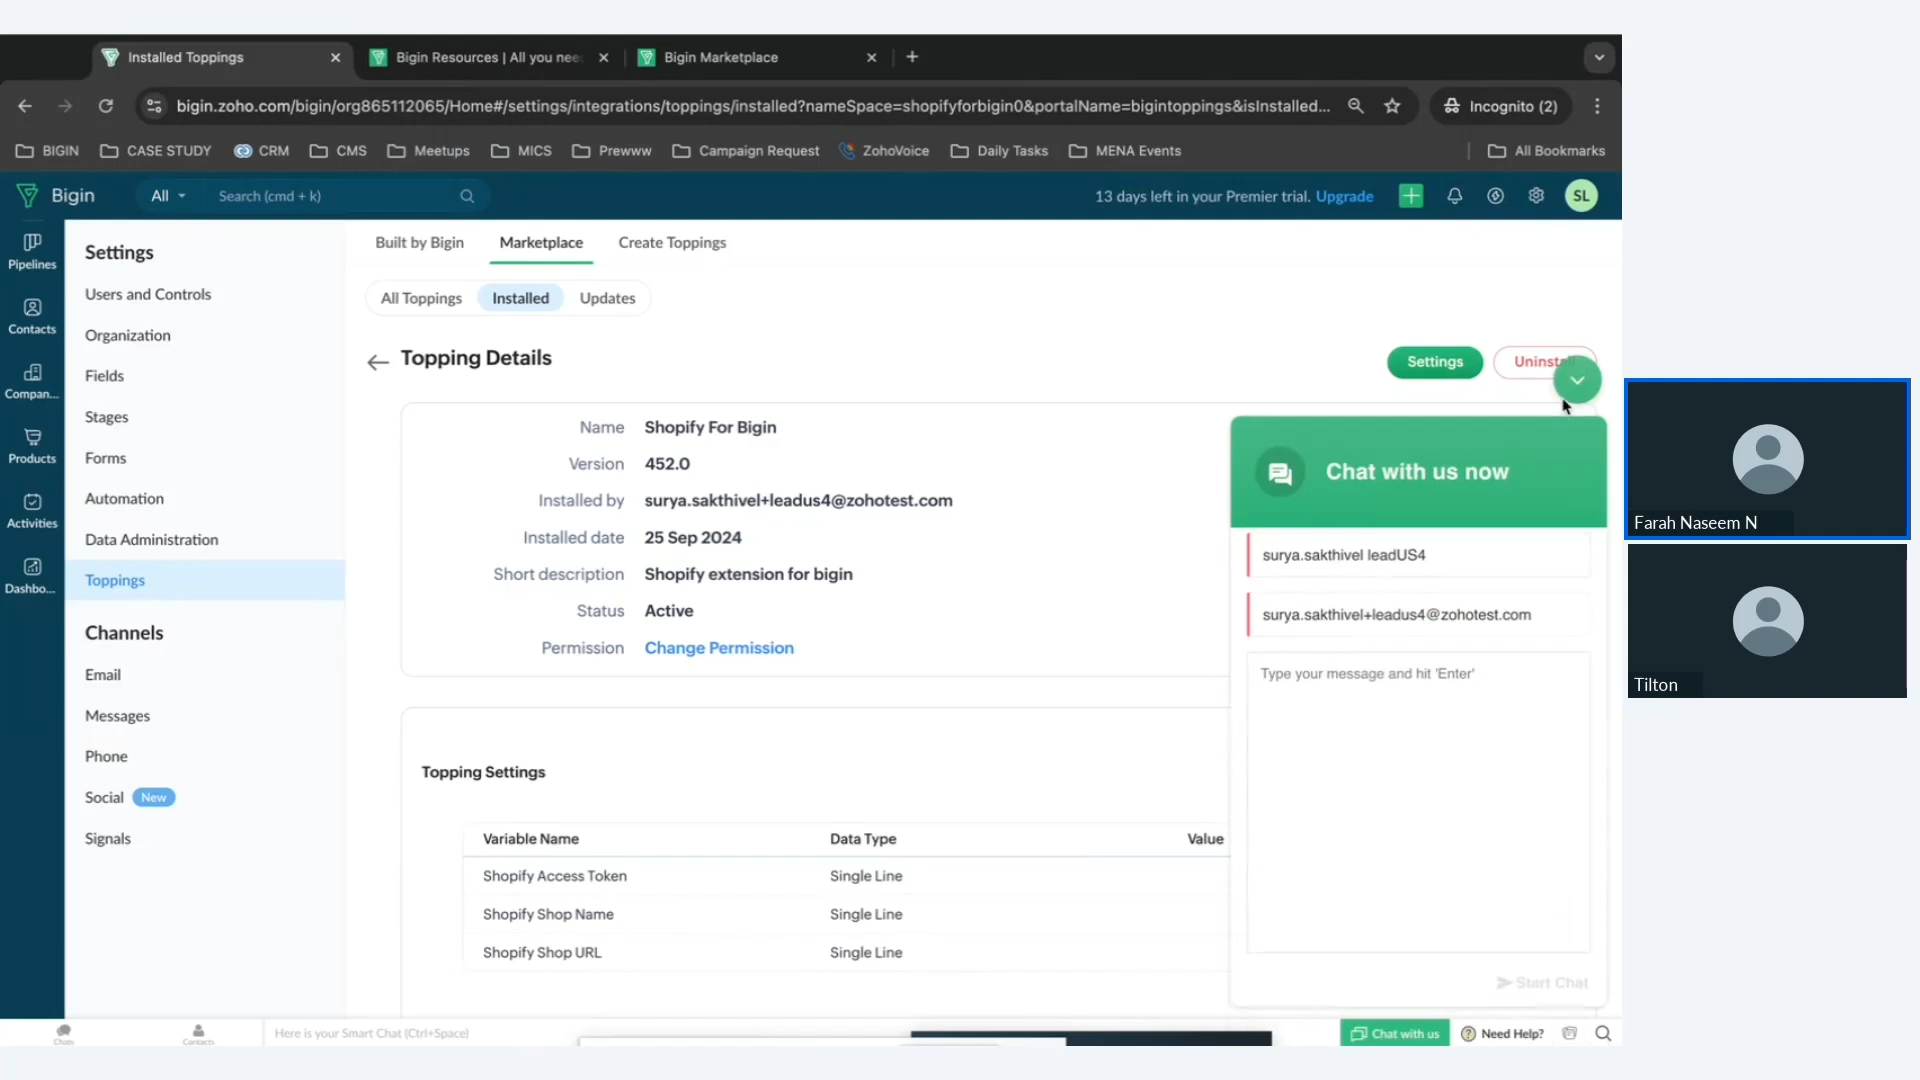 Installed Toppings
Bigin Resources | All you nee
Bigin Marketplace
bigin.zoho.com/bigin/org865112065/Home#/settings/integrations/toppings/installed?nameSpace=shopifyforbigin0&portalName=bigintoppings&isInstalled...
Incognito (2)
BIGIN
CASE STUDY
CRM
CMS
Meetups
MICS
Prewww
Campaign Request
ZohoVoice
Daily Tasks
MENA Events
All Bookmarks
Bigin
All
Search (cmd + k)
13 days left in your Premier trial. Upgrade
SL
Pipelines
Contacts
Compan...
Products
Activities
Dashbo...
Settings
Users and Controls
Organization
Fields
Stages
Forms
Automation
Data Administration
Toppings
Channels
Email
Messages
Phone
Social New
Signals
Built by Bigin
Marketplace
Create Toppings
All Toppings
Installed
Updates
Topping Details
Settings
Name Shopify For Bigin
Version 452.0
Installed by surya.sakthivel+leadus4@zohotest.com
Installed date 25 Sep 2024
Short description Shopify extension for bigin
Status Active
Permission Change Permission
Topping Settings
Variable Name Data Type Value
Shopify Access Token Single Line
Shopify Shop Name Single Line
Shopify Shop URL Single Line
Chat with us now
surya.sakthivel leadUS4
surya.sakthivel+leadus4@zohotest.com
Type your message and hit 'Enter'
Start Chat
Chats
Contacts
Here is your Smart Chat (Ctrl+Space)
Chat with us
Need Help?
Farah Naseem N
Tilton